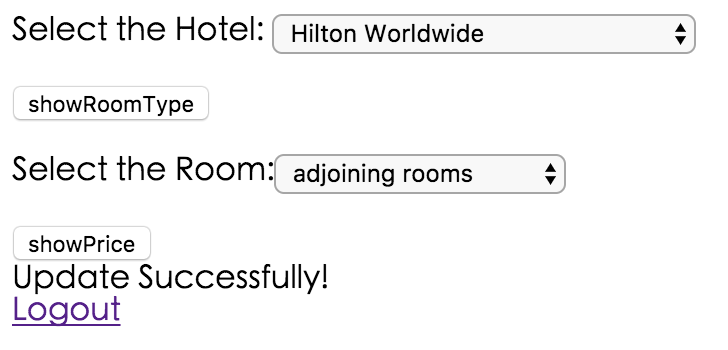 Select the Hotel: Hilton Worldwide
showRoomType
Select the Room: adjoining rooms
showPrice
Update Successfully!
Logout